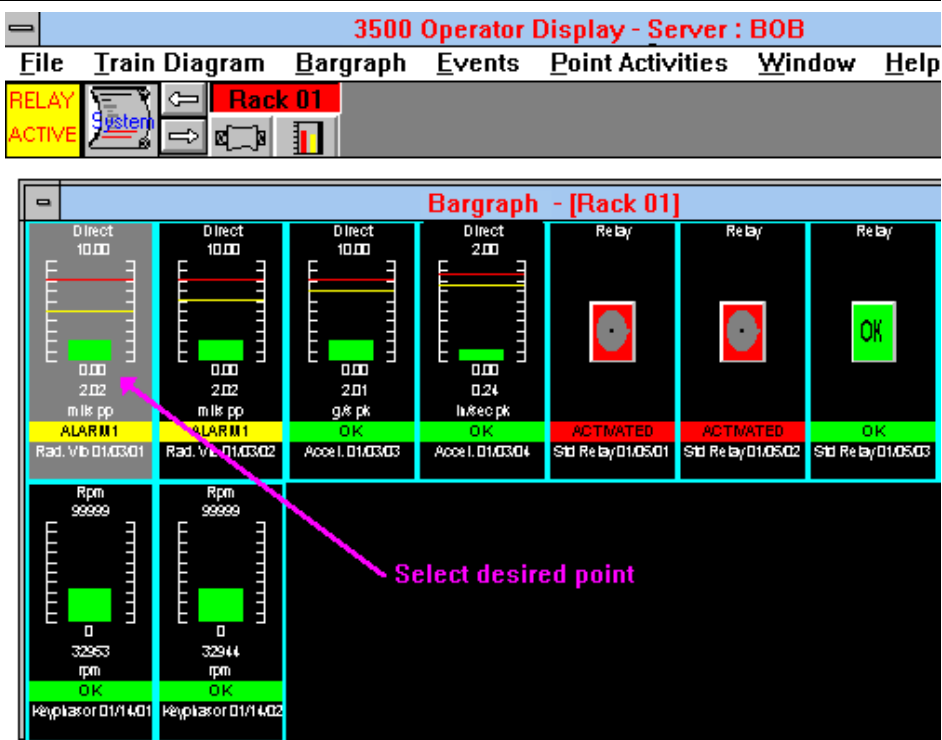 3500 Operator Display - Server : BOB
File Train Diagram Bargraph Events Point Activities Window Help
RELAY
ACTIVE
System
Rack 01
Bargraph - [Rack 01]
Direct Direct Direct Direct Relay Relay Relay
10.00 10.00 10.00 2.00
OK
0.00 0.00 0.00 0.00
2.02 2.02 2.01 0.24
mils pp mils pp g's pk in/sec pk
ALARM1 ALARM1 OK OK ACTIVATED ACTIVATED OK
Rad. Vib 01/03/01 Rad. Vib 01/03/02 Accel. 01/03/03 Accel. 01/03/04 Std Relay 01/05/01 Std Relay 01/05/02 Std Relay 01/05/03
Rpm Rpm
99999 99999
Select desired point
0 0
32953 32944
rpm rpm
OK OK
Keyphasor 01/14/01 Keyphasor 01/14/02